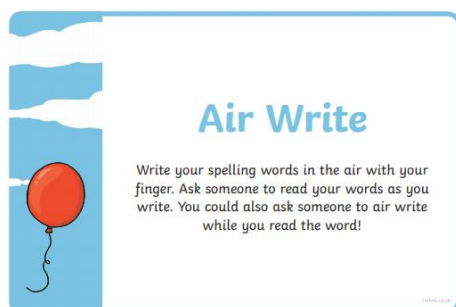 Air Write
Write your spelling words in the air with your
finger. Ask someone to read your words as you
write. You could also ask someone to air write
while you read the word!